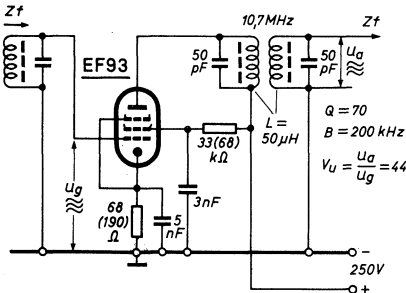 Zf
10,7MHz
Zf
50
pF
EF93
50
pF
ua
L=
50µH
Q = 70
B = 200 kHz
33(68)
kΩ
Vu = ua/ug = 44
ug
3nF
68
(190)
Ω
5
nF
-
250V
+